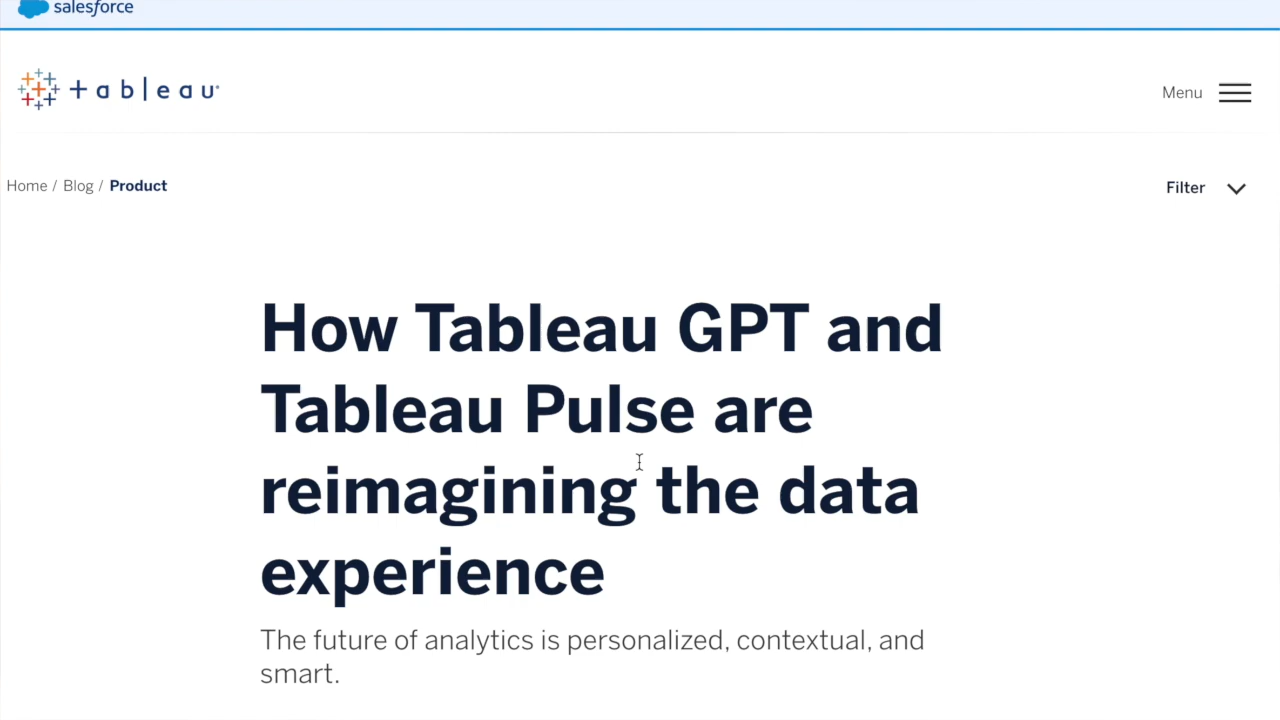 salesforce
tableau
Menu
Home / Blog / Product
Filter
How Tableau GPT and
Tableau Pulse are
reimagining the data
experience
The future of analytics is personalized, contextual, and
smart.